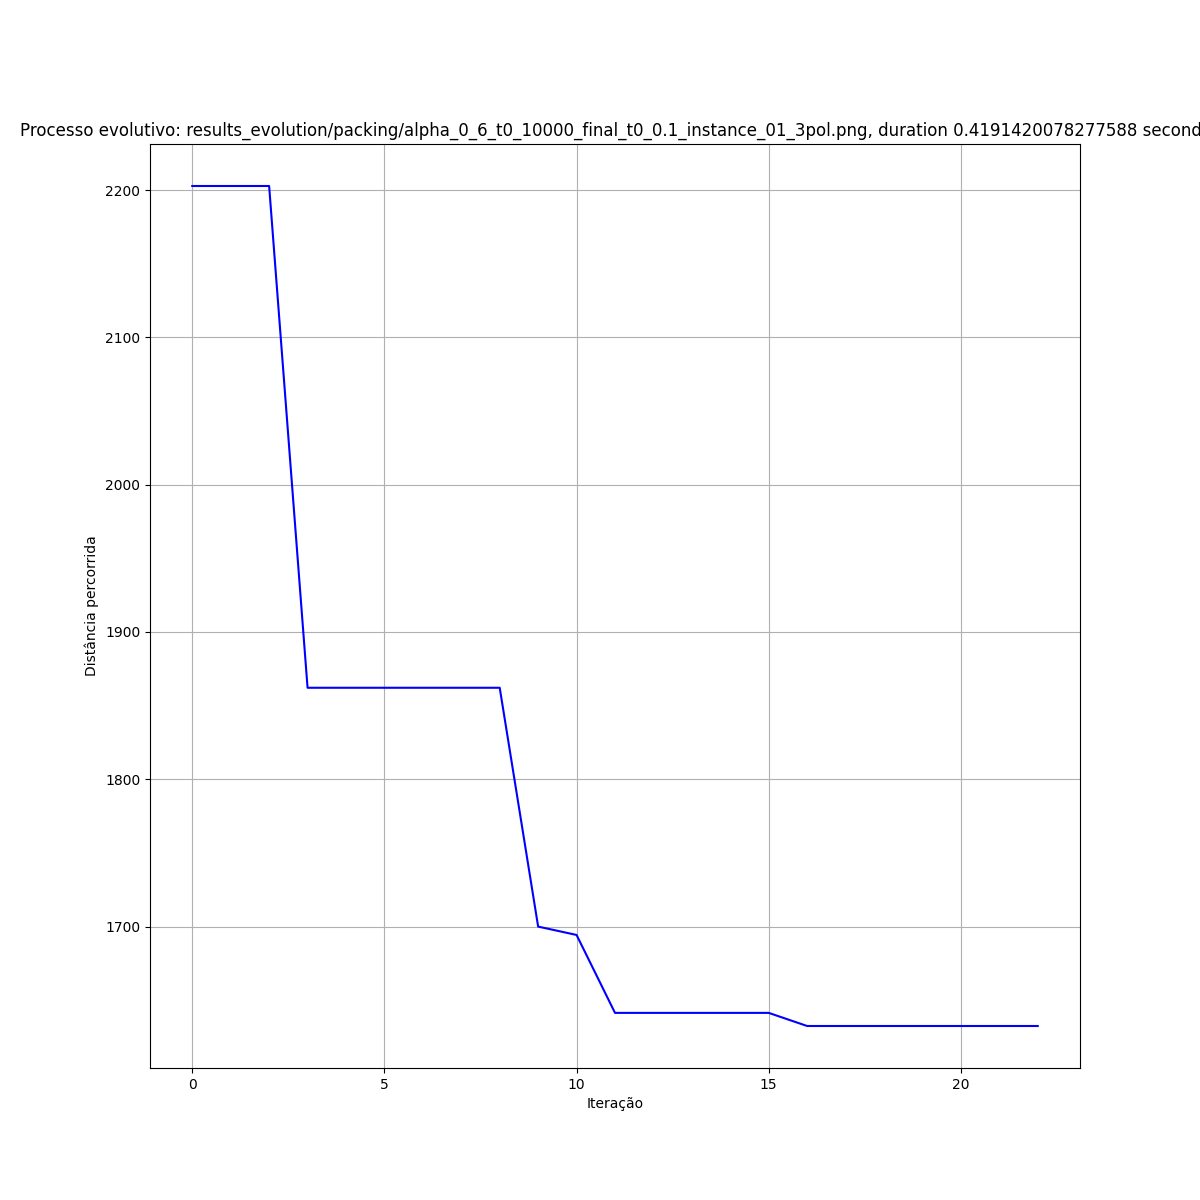 Processo evolutivo: results_evolution/packing/alpha_0_6_t0_10000_final_t0_0.1_instance_01_3pol.png, duration 0.4191420078277588 second
2200
2100
2000
1900
1800
1700
Distância percorrida
0 5 10 15 20
Iteração